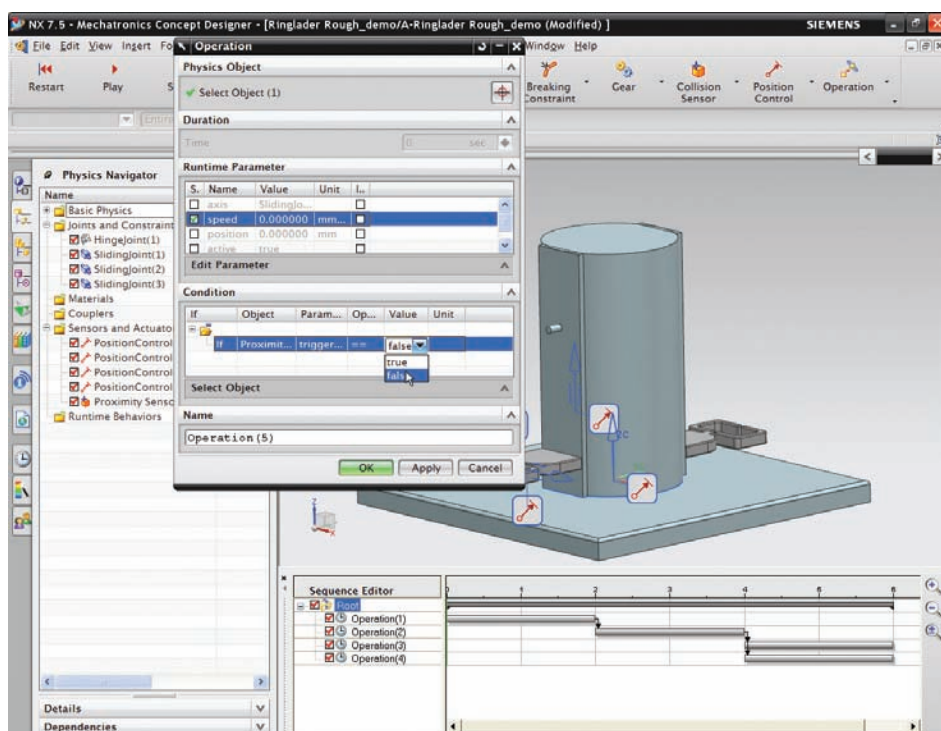 NX 7.5 - Mechatronics Concept Designer - [Ringlader Rough_demo/A-Ringlader Rough_demo (Modified) ] SIEMENS
File Edit View Insert Window Help
Operation
Restart Play Breaking Constraint Gear Collision Sensor Position Control Operation
Physics Object
Select Object (1)
Duration
Time 0 sec
Runtime Parameter
S. Name Value Unit I..
axis SlidingJo...
speed 0.000000 mm...
position 0.000000 mm
active true
Edit Parameter
Condition
If Object Param... Op... Value Unit
If Proximit... trigger... == false
true
Select Object
Name
Operation(5)
OK Apply Cancel
Physics Navigator
Name
Basic Physics
Joints and Constraint
HingeJoint(1)
SlidingJoint(1)
SlidingJoint(2)
SlidingJoint(3)
Materials
Couplers
Sensors and Actuato
PositionControl
PositionControl
PositionControl
PositionControl
Proximity Senso
Runtime Behaviors
Details
Dependencies
Sequence Editor
Root
Operation(1)
Operation(2)
Operation(3)
Operation(4)